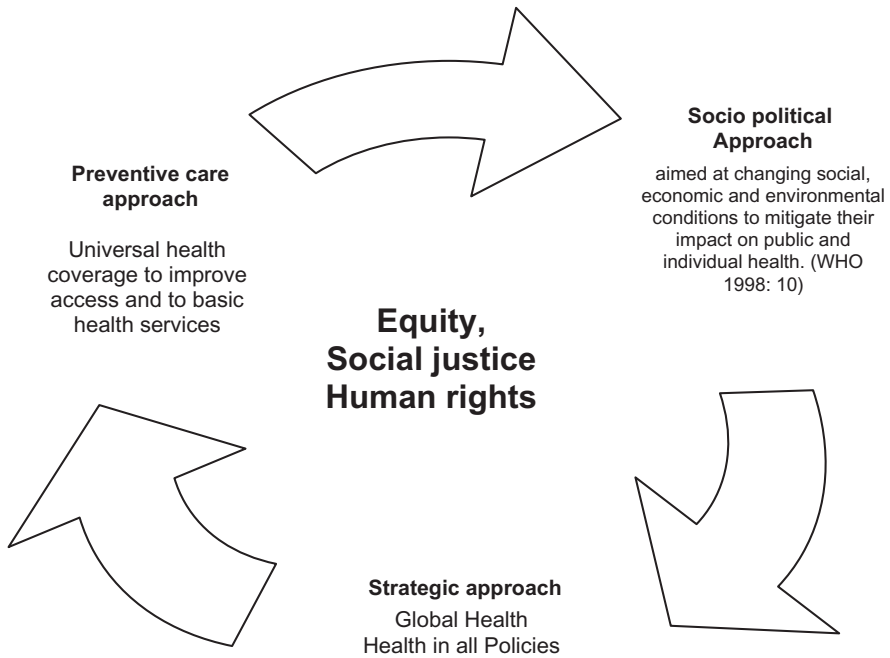 Preventive care
approach
Universal health
coverage to improve
access and to basic
health services
Socio political
Approach
aimed at changing social,
economic and environmental
conditions to mitigate their
impact on public and
individual health. (WHO
1998: 10)
Equity,
Social justice
Human rights
Strategic approach
Global Health
Health in all Policies